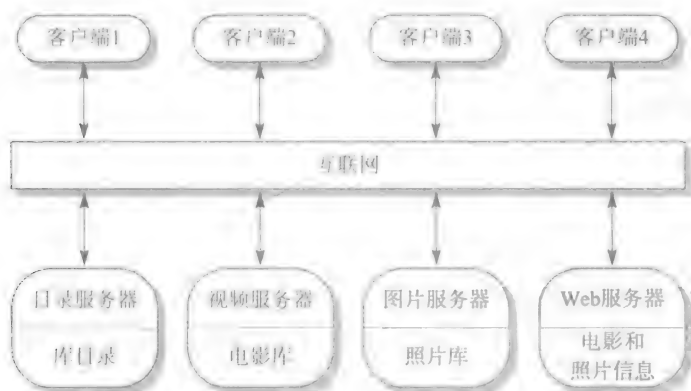 客户端1
客户端2
客户端3
客户端4
互联网
目录服务器
视频服务器
图片服务器
Web服务器
库目录
电影库
照片库
电影和
照片信息